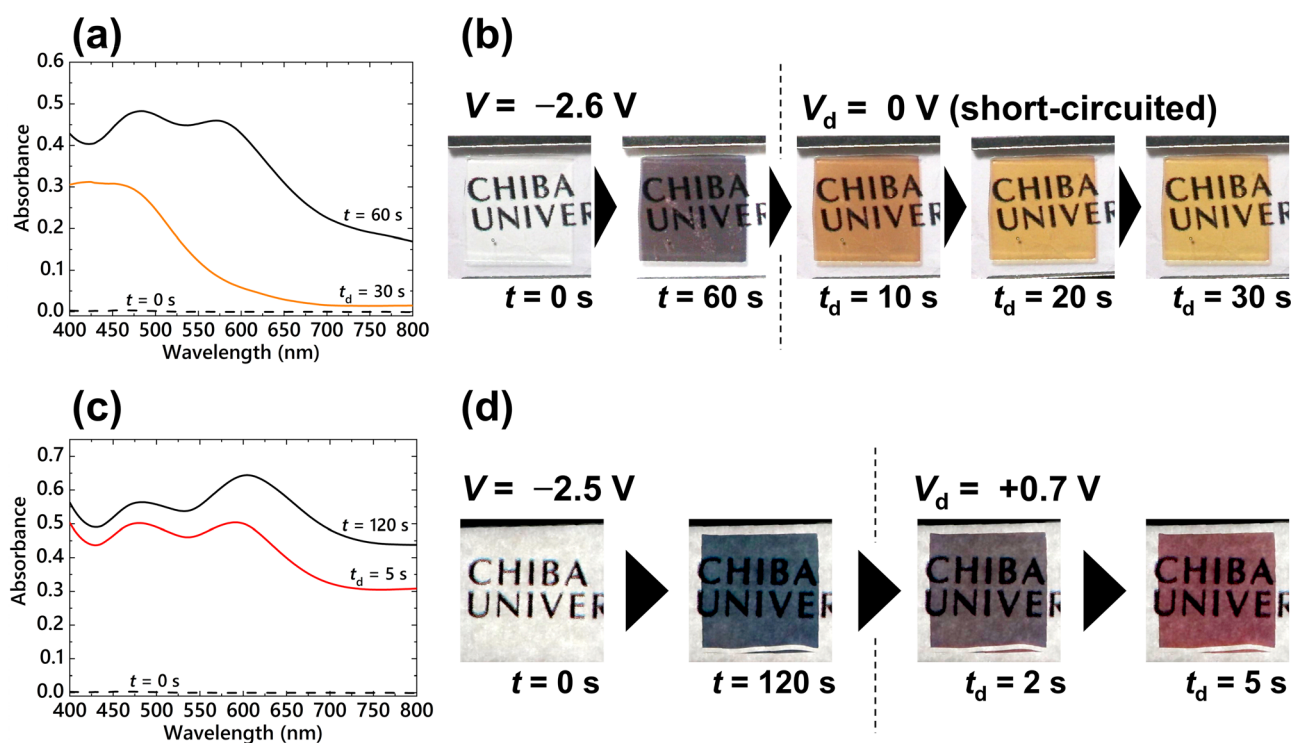 (a)
0.6
0.5
0.4
0.3
0.2
0.1
0.0
Absorbance
t = 60 s
td = 30 s
t = 0 s
400 450 500 550 600 650 700 750 800
Wavelength (nm)
(b)
V = −2.6 V
Vd = 0 V (short-circuited)
CHIBA
UNIVER
t = 0 s
CHIBA
UNIVER
t = 60 s
CHIBA
UNIVER
td = 10 s
CHIBA
UNIVER
td = 20 s
CHIBA
UNIVER
td = 30 s
(c)
0.7
0.6
0.5
0.4
0.3
0.2
0.1
0.0
Absorbance
t = 120 s
td = 5 s
t = 0 s
400 450 500 550 600 650 700 750 800
Wavelength (nm)
(d)
V = −2.5 V
Vd = +0.7 V
CHIBA
UNIVER
t = 0 s
CHIBA
UNIVER
t = 120 s
CHIBA
UNIVER
td = 2 s
CHIBA
UNIVER
td = 5 s